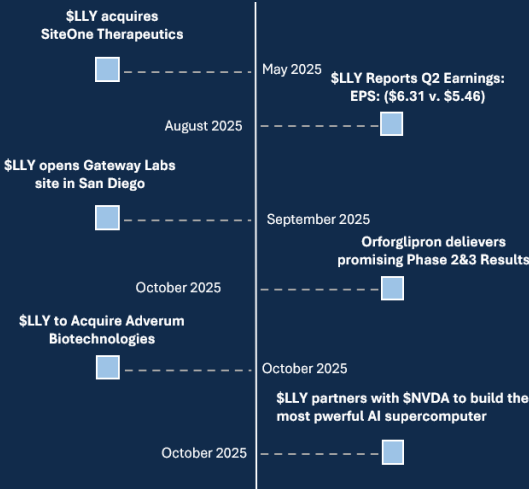 $LLY acquires
SiteOne Therapeutics
May 2025
$LLY Reports Q2 Earnings:
EPS: ($6.31 v. $5.46)
August 2025
$LLY opens Gateway Labs
site in San Diego
September 2025
Orforglipron delievers
promising Phase 2&3 Results
October 2025
$LLY to Acquire Adverum
Biotechnologies
October 2025
$LLY partners with $NVDA to build the
most pwerful AI supercomputer
October 2025